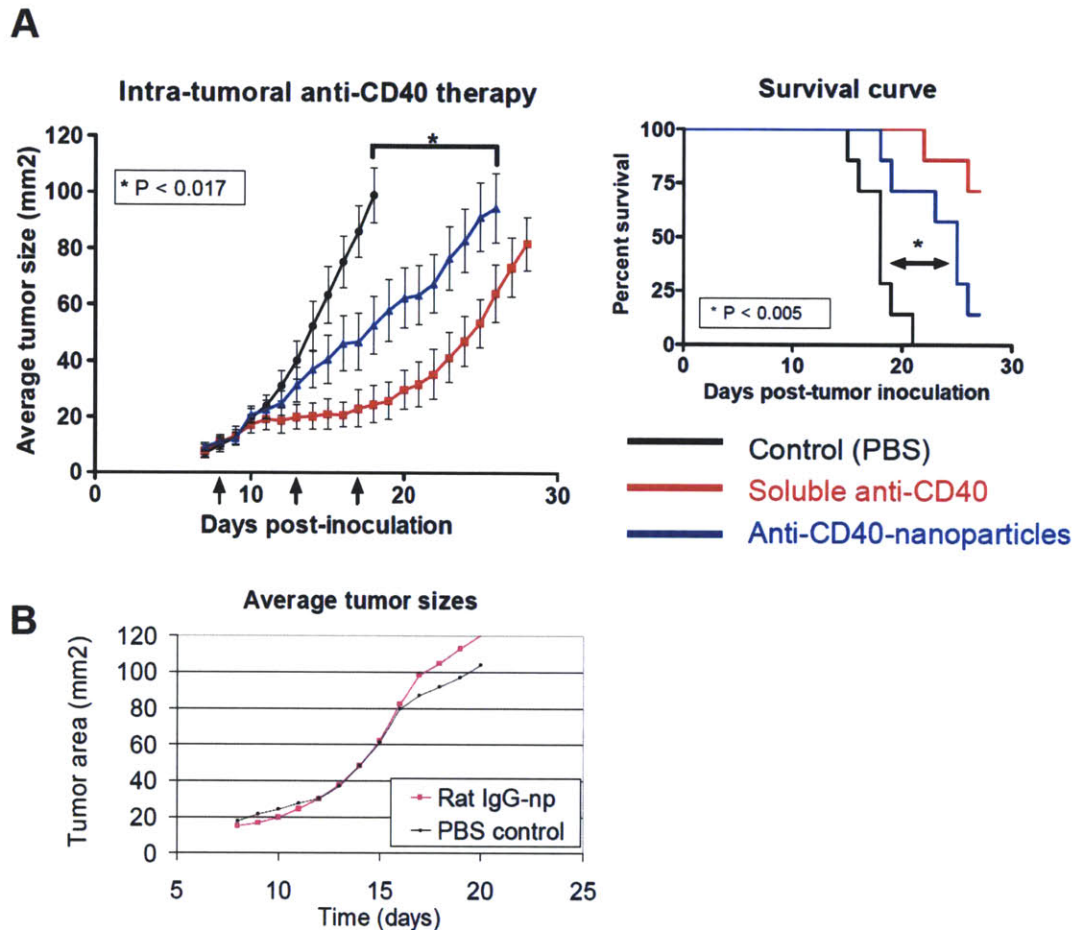 A
Intra-tumoral anti-CD40 therapy
Average tumor size (mm2)
120
100
80
60
40
20
0
* P < 0.017
*
0
10
20
30
Days post-inoculation
Survival curve
Percent survival
100
75
50
25
0
*
* P < 0.005
0
10
20
30
Days post-tumor inoculation
Control (PBS)
Soluble anti-CD40
Anti-CD40-nanoparticles
B
Average tumor sizes
Tumor area (mm2)
120
100
80
60
40
20
0
Rat IgG-np
PBS control
5
10
15
20
25
Time (days)